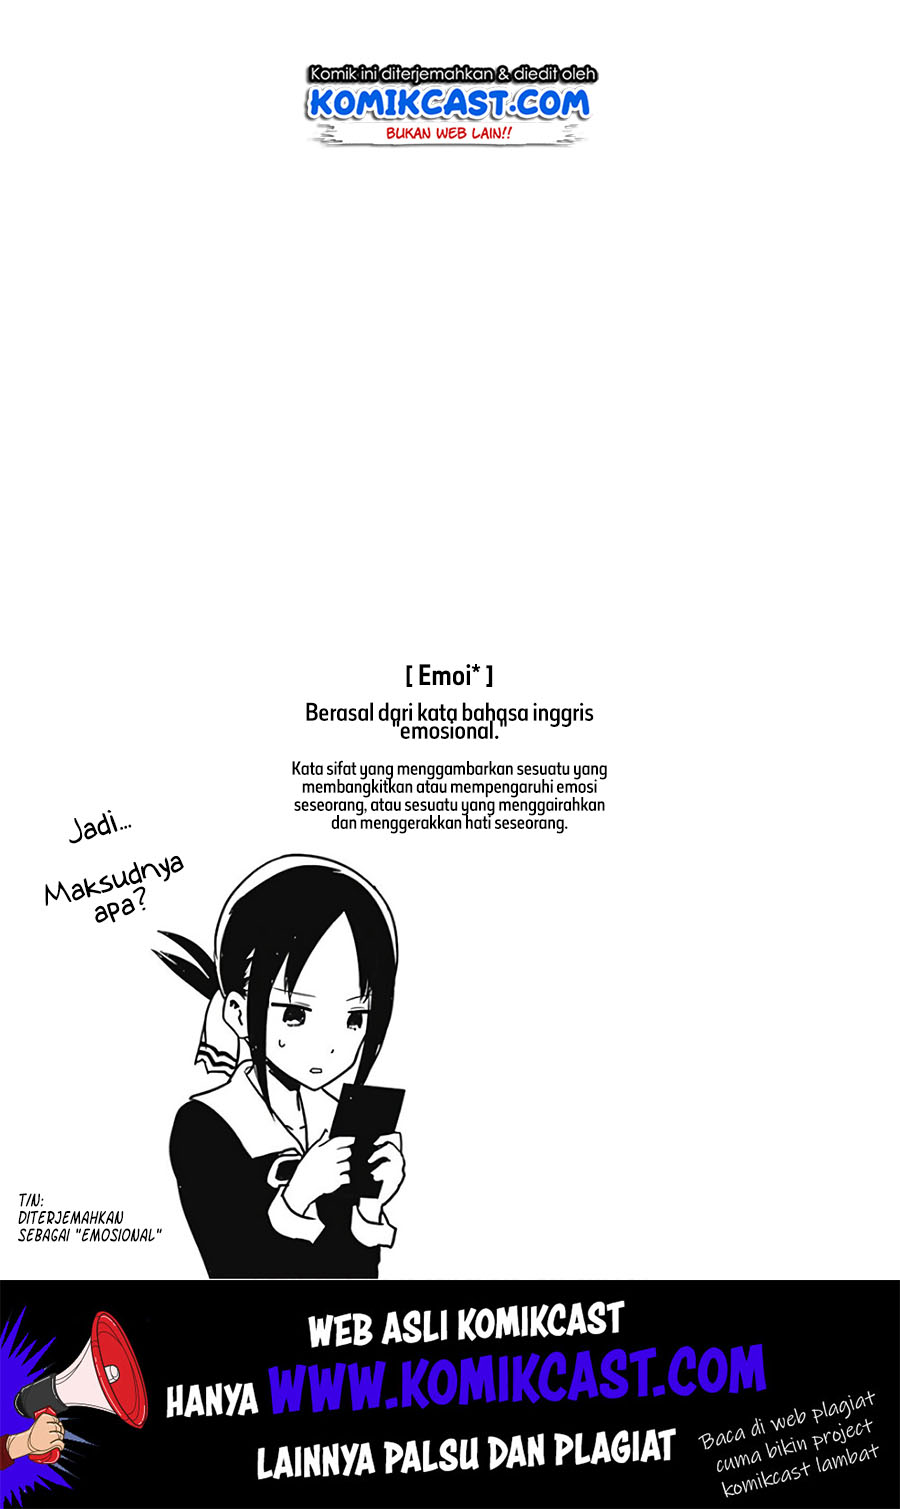 Komik ini diterjemahkan & diedit oleh
KOMIKCAST.COM
BUKAN WEB LAIN!!
[ Emoi* ]
Berasal dari kata bahasa inggris
"emosional."
Kata sifat yang menggambarkan sesuatu yang
membangkitkan atau mempengaruhi emosi
seseorang, atau sesuatu yang menggairahkan
dan menggerakkan hati seseorang.
Jadi...
Maksudnya
apa?
T/N:
DITERJEMAHKAN
SEBAGAI "EMOSIONAL"
WEB ASLI KOMIKCAST
HANYA WWW.KOMIKCAST.COM
LAINNYA PALSU DAN PLAGIAT
Baca di web plagiat
cuma bikin project
komikcast lambat